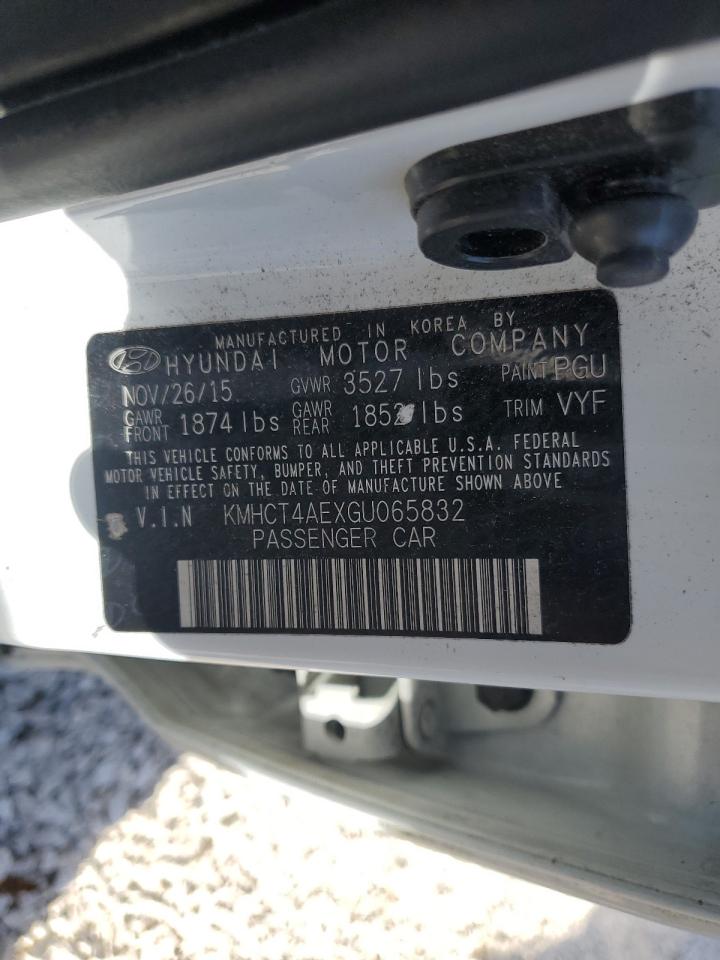 MANUFACTURED IN KOREA BY
HYUNDAI MOTOR COMPANY
NOV/26/15 GVWR 3527 lbs PAINT PGU
GAWR FRONT 1874 lbs GAWR REAR lbs TRIM VYF
THIS VEHICLE CONFORMS TO ALL APPLICABLE U.S.A. FEDERAL
MOTOR VEHICLE SAFETY, BUMPER, AND THEFT PREVENTION STANDARDS
IN EFFECT ON THE DATE OF MANUFACTURE SHOWN ABOVE
V.I.N KMHCT4AEXGU065832
PASSENGER CAR